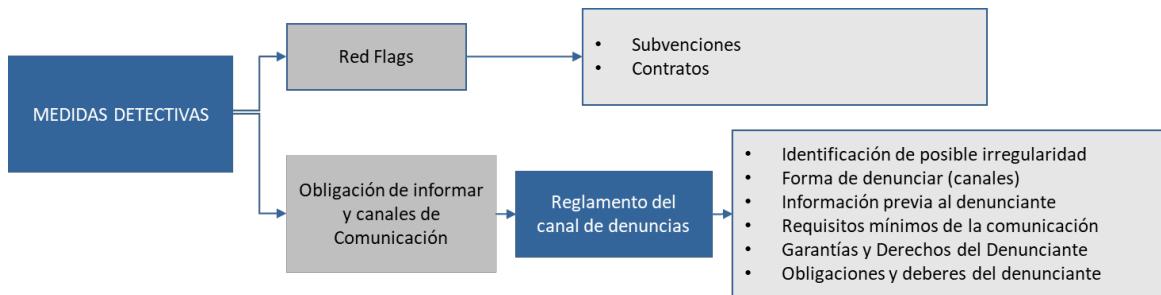 MEDIDAS DETECTIVAS
Red Flags
• Subvenciones
• Contratos
Obligación de informar
y canales de
Comunicación
Reglamento del
canal de denuncias
• Identificación de posible irregularidad
• Forma de denunciar (canales)
• Información previa al denunciante
• Requisitos mínimos de la comunicación
• Garantías y Derechos del Denunciante
• Obligaciones y deberes del denunciante